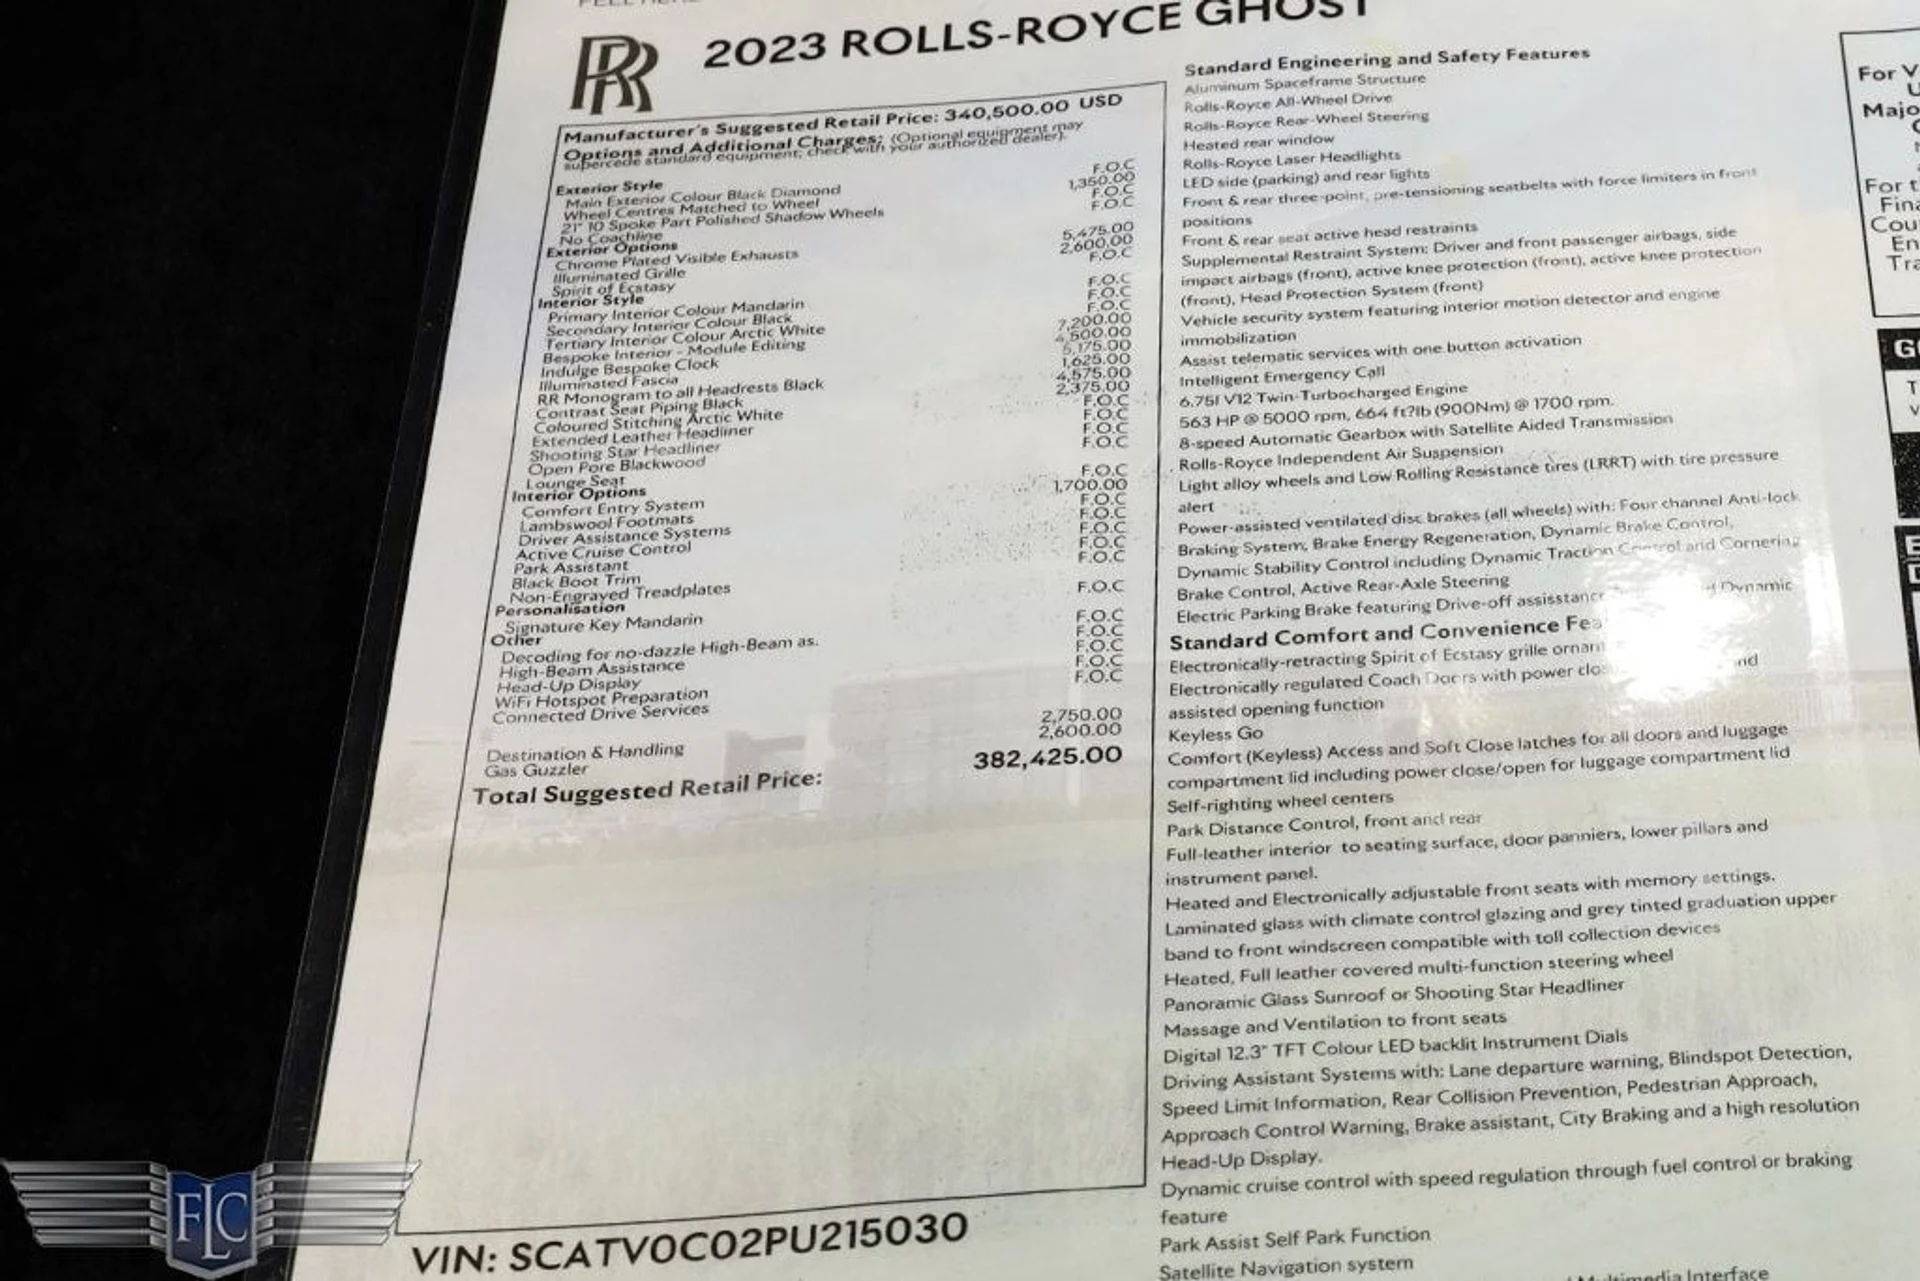 2023 ROLLS-ROYCE GHOST
RR
Manufacturer's Suggested Retail Price: 340,500.00 USD
Options and Additional Charges: (Optional equipment may
supercede standard equipment; check with your authorized dealer).
Exterior Style
Main Exterior Colour Black Diamond F.O.C
Wheel Centres Matched to Wheel 1,350.00
21" 10 Spoke Part Polished Shadow Wheels F.O.C
No Coachline F.O.C
Exterior Options
Chrome Plated Visible Exhausts 5,475.00
Illuminated Grille 2,600.00
Spirit of Ecstasy F.O.C
Interior Style
Primary Interior Colour Mandarin F.O.C
Secondary Interior Colour Black F.O.C
Tertiary Interior Colour Arctic White F.O.C
Bespoke Interior - Module Editing 7,200.00
Indulge Bespoke Clock 4,500.00
Illuminated Fascia 5,175.00
RR Monogram to all Headrests Black 1,625.00
Contrast Seat Piping Black 4,575.00
Coloured Stitching Arctic White 2,375.00
Extended Leather Headliner F.O.C
Shooting Star Headliner F.O.C
Open Pore Blackwood F.O.C
Lounge Seat F.O.C
Interior Options
Comfort Entry System F.O.C
Lambswool Footmats 1,700.00
Driver Assistance Systems F.O.C
Active Cruise Control F.O.C
Park Assistant F.O.C
Black Boot Trim F.O.C
Non-Engraved Treadplates F.O.C
Personalisation
Signature Key Mandarin F.O.C
Other
Decoding for no-dazzle High-Beam as. F.O.C
High-Beam Assistance F.O.C
Head-Up Display F.O.C
WiFi Hotspot Preparation F.O.C
Connected Drive Services F.O.C
Destination & Handling 2,750.00
Gas Guzzler 2,600.00
Total Suggested Retail Price: 382,425.00
VIN: SCATV0C02PU215030
Standard Engineering and Safety Features
Aluminum Spaceframe Structure
Rolls-Royce All-Wheel Drive
Rolls-Royce Rear-Wheel Steering
Heated rear window
Rolls-Royce Laser Headlights
LED side (parking) and rear lights
Front & rear three-point, pre-tensioning seatbelts with force limiters in front
positions
Front & rear seat active head restraints
Supplemental Restraint System: Driver and front passenger airbags, side
impact airbags (front), active knee protection (front), active knee protection
(front), Head Protection System (front)
Vehicle security system featuring interior motion detector and engine
immobilization
Assist telematic services with one button activation
Intelligent Emergency Call
6.75l V12 Twin-Turbocharged Engine
563 HP @ 5000 rpm, 664 ft?lb (900Nm) @ 1700 rpm.
8-speed Automatic Gearbox with Satellite Aided Transmission
Rolls-Royce Independent Air Suspension
Light alloy wheels and Low Rolling Resistance tires (LRRT) with tire pressure
alert
Power-assisted ventilated disc brakes (all wheels) with: Four channel Anti-lock
Braking System, Brake Energy Regeneration, Dynamic Brake Control,
Dynamic Stability Control including Dynamic Traction Control and Cornering
Brake Control, Active Rear-Axle Steering
Electric Parking Brake featuring Drive-off assisstance Dynamic
Standard Comfort and Convenience Fea
Electronically-retracting Spirit of Ecstasy grille ornam
Electronically regulated Coach Doors with power clo nd
assisted opening function
Keyless Go
Comfort (Keyless) Access and Soft Close latches for all doors and luggage
compartment lid including power close/open for luggage compartment lid
Self-righting wheel centers
Park Distance Control, front and rear
Full-leather interior to seating surface, door panniers, lower pillars and
instrument panel.
Heated and Electronically adjustable front seats with memory settings.
Laminated glass with climate control glazing and grey tinted graduation upper
band to front windscreen compatible with toll collection devices
Heated, Full leather covered multi-function steering wheel
Panoramic Glass Sunroof or Shooting Star Headliner
Massage and Ventilation to front seats
Digital 12.3" TFT Colour LED backlit Instrument Dials
Driving Assistant Systems with: Lane departure warning, Blindspot Detection,
Speed Limit Information, Rear Collision Prevention, Pedestrian Approach,
Approach Control Warning, Brake assistant, City Braking and a high resolution
Head-Up Display.
Dynamic cruise control with speed regulation through fuel control or braking
feature
Park Assist Self Park Function
Satellite Navigation system
Interface
For V
Majo
For t
Fina
Cou
En
Tra
FLC